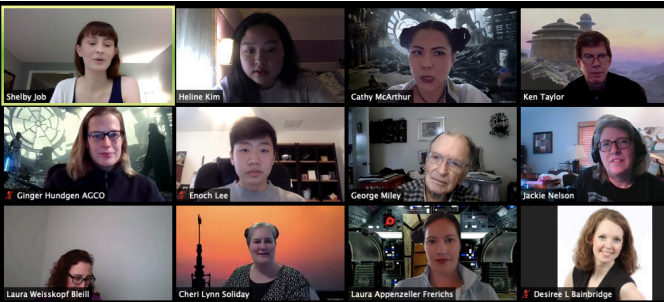 Shelby Job
Heline Kim
Cathy McArthur
Ken Taylor
Ginger Hundgen AGCO
Enoch Lee
George Miley
Jackie Nelson
Laura Weisskopf Bleill
Cheri Lynn Soliday
Laura Appenzeller Frerichs
Desiree L Bainbridge